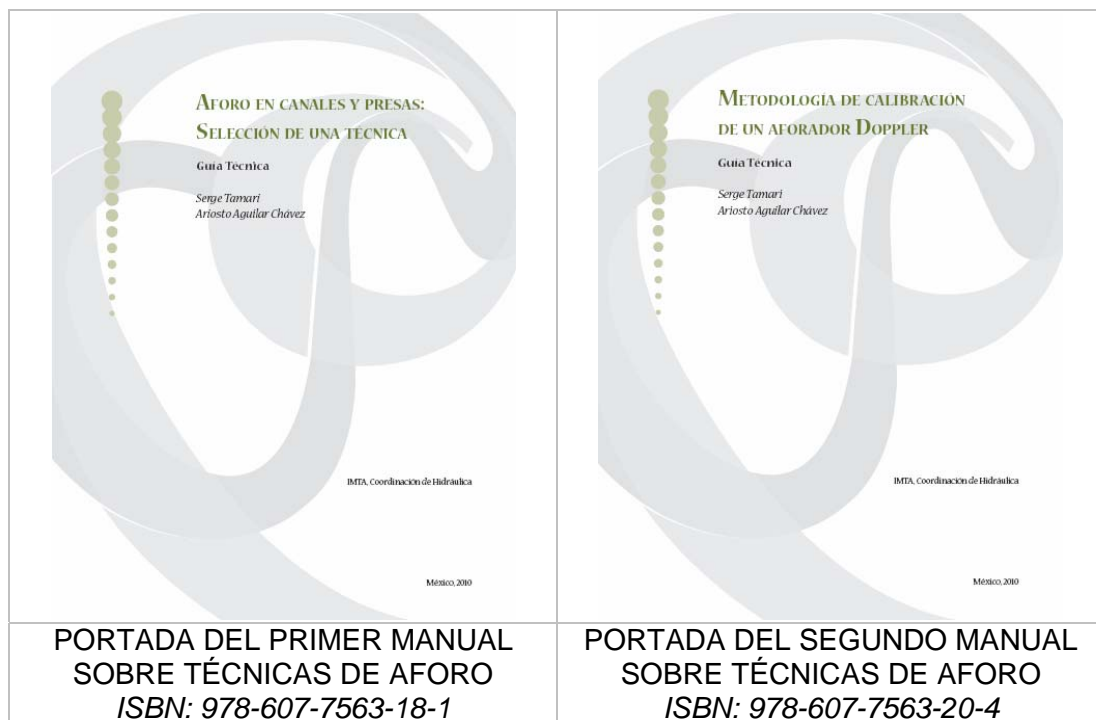 AFORO EN CANALES Y PRESAS:
SELECCIÓN DE UNA TÉCNICA
Guía Técnica
Serge Tamari
Ariosto Aguilar Chávez
IMTA, Coordinación de Hidráulica
México, 2010
PORTADA DEL PRIMER MANUAL
SOBRE TÉCNICAS DE AFORO
ISBN: 978-607-7563-18-1
METODOLOGÍA DE CALIBRACIÓN
DE UN AFORADOR DOPPLER
Guía Técnica
Serge Tamari
Ariosto Aguilar Chávez
IMTA, Coordinación de Hidráulica
México, 2010
PORTADA DEL SEGUNDO MANUAL
SOBRE TÉCNICAS DE AFORO
ISBN: 978-607-7563-20-4